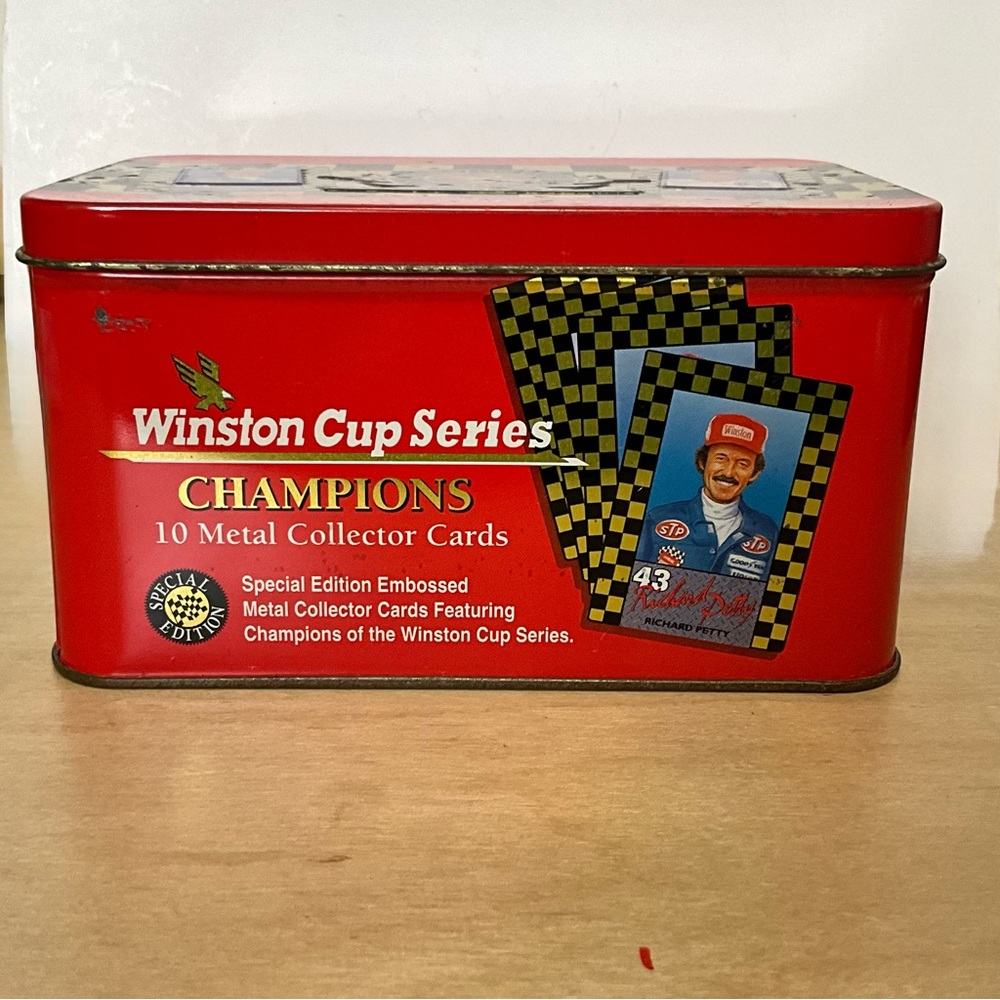 Winston Cup Series
CHAMPIONS
10 Metal Collector Cards
SPECIAL EDITION
Special Edition Embossed
Metal Collector Cards Featuring
Champions of the Winston Cup Series.
Winston
STP
STP
43
Richard Petty
RICHARD PETTY